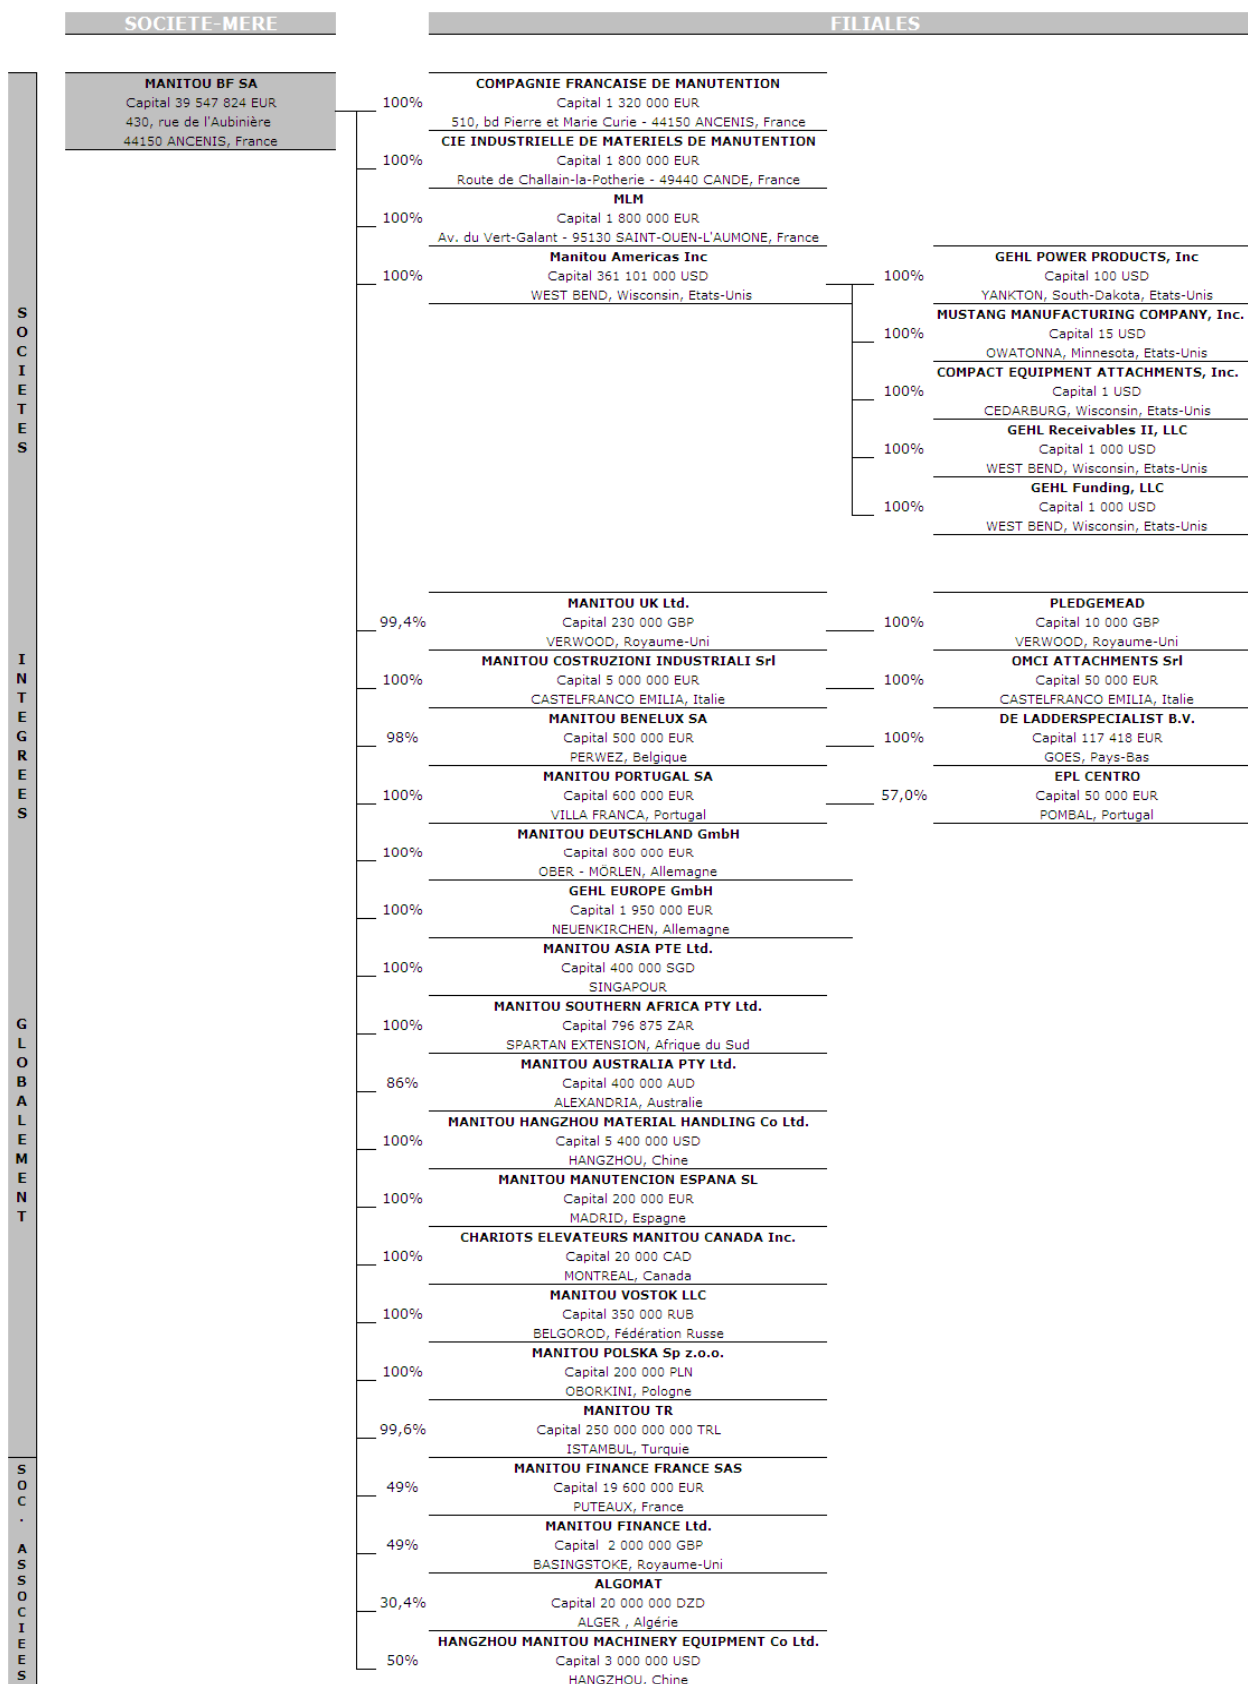 SOCIETE-MERE
FILIALES
MANITOU BF SA
Capital 39 547 824 EUR
430, rue de l'Aubinière
44150 ANCENIS, France
100%
COMPAGNIE FRANCAISE DE MANUTENTION
Capital 1 320 000 EUR
510, bd Pierre et Marie Curie - 44150 ANCENIS, France
100%
CIE INDUSTRIELLE DE MATERIELS DE MANUTENTION
Capital 1 800 000 EUR
Route de Challain-la-Potherie - 49440 CANDE, France
100%
MLM
Capital 1 800 000 EUR
Av. du Vert-Galant - 95130 SAINT-OUEN-L'AUMONE, France
100%
Manitou Americas Inc
Capital 361 101 000 USD
WEST BEND, Wisconsin, Etats-Unis
100%
GEHL POWER PRODUCTS, Inc
Capital 100 USD
YANKTON, South-Dakota, Etats-Unis
100%
MUSTANG MANUFACTURING COMPANY, Inc.
Capital 15 USD
OWATONNA, Minnesota, Etats-Unis
100%
COMPACT EQUIPMENT ATTACHMENTS, Inc.
Capital 1 USD
CEDARBURG, Wisconsin, Etats-Unis
100%
GEHL Receivables II, LLC
Capital 1 000 USD
WEST BEND, Wisconsin, Etats-Unis
100%
GEHL Funding, LLC
Capital 1 000 USD
WEST BEND, Wisconsin, Etats-Unis
99,4%
MANITOU UK Ltd.
Capital 230 000 GBP
VERWOOD, Royaume-Uni
100%
PLEDGEMEAD
Capital 10 000 GBP
VERWOOD, Royaume-Uni
100%
MANITOU COSTRUZIONI INDUSTRIALI Srl
Capital 5 000 000 EUR
CASTELFRANCO EMILIA, Italie
100%
OMCI ATTACHMENTS Srl
Capital 50 000 EUR
CASTELFRANCO EMILIA, Italie
98%
MANITOU BENELUX SA
Capital 500 000 EUR
PERWEZ, Belgique
100%
DE LADDERSPECIALIST B.V.
Capital 117 418 EUR
GOES, Pays-Bas
100%
MANITOU PORTUGAL SA
Capital 600 000 EUR
VILLA FRANCA, Portugal
57,0%
EPL CENTRO
Capital 50 000 EUR
POMBAL, Portugal
100%
MANITOU DEUTSCHLAND GmbH
Capital 800 000 EUR
OBER - MÖRLEN, Allemagne
100%
GEHL EUROPE GmbH
Capital 1 950 000 EUR
NEUENKIRCHEN, Allemagne
100%
MANITOU ASIA PTE Ltd.
Capital 400 000 SGD
SINGAPOUR
100%
MANITOU SOUTHERN AFRICA PTY Ltd.
Capital 796 875 ZAR
SPARTAN EXTENSION, Afrique du Sud
86%
MANITOU AUSTRALIA PTY Ltd.
Capital 400 000 AUD
ALEXANDRIA, Australie
100%
MANITOU HANGZHOU MATERIAL HANDLING Co Ltd.
Capital 5 400 000 USD
HANGZHOU, Chine
100%
MANITOU MANUTENCION ESPANA SL
Capital 200 000 EUR
MADRID, Espagne
100%
CHARIOTS ELEVATEURS MANITOU CANADA Inc.
Capital 20 000 CAD
MONTREAL, Canada
100%
MANITOU VOSTOK LLC
Capital 350 000 RUB
BELGOROD, Fédération Russe
100%
MANITOU POLSKA Sp z.o.o.
Capital 200 000 PLN
OBORKINI, Pologne
99,6%
MANITOU TR
Capital 250 000 000 000 TRL
ISTAMBUL, Turquie
49%
MANITOU FINANCE FRANCE SAS
Capital 19 600 000 EUR
PUTEAUX, France
49%
MANITOU FINANCE Ltd.
Capital 2 000 000 GBP
BASINGSTOKE, Royaume-Uni
30,4%
ALGOMAT
Capital 20 000 000 DZD
ALGER , Algérie
50%
HANGZHOU MANITOU MACHINERY EQUIPMENT Co Ltd.
Capital 3 000 000 USD
HANGZHOU, Chine
SOCIETES
INTEGREES
GLOBALEMENT
SOC. ASSOCIEES